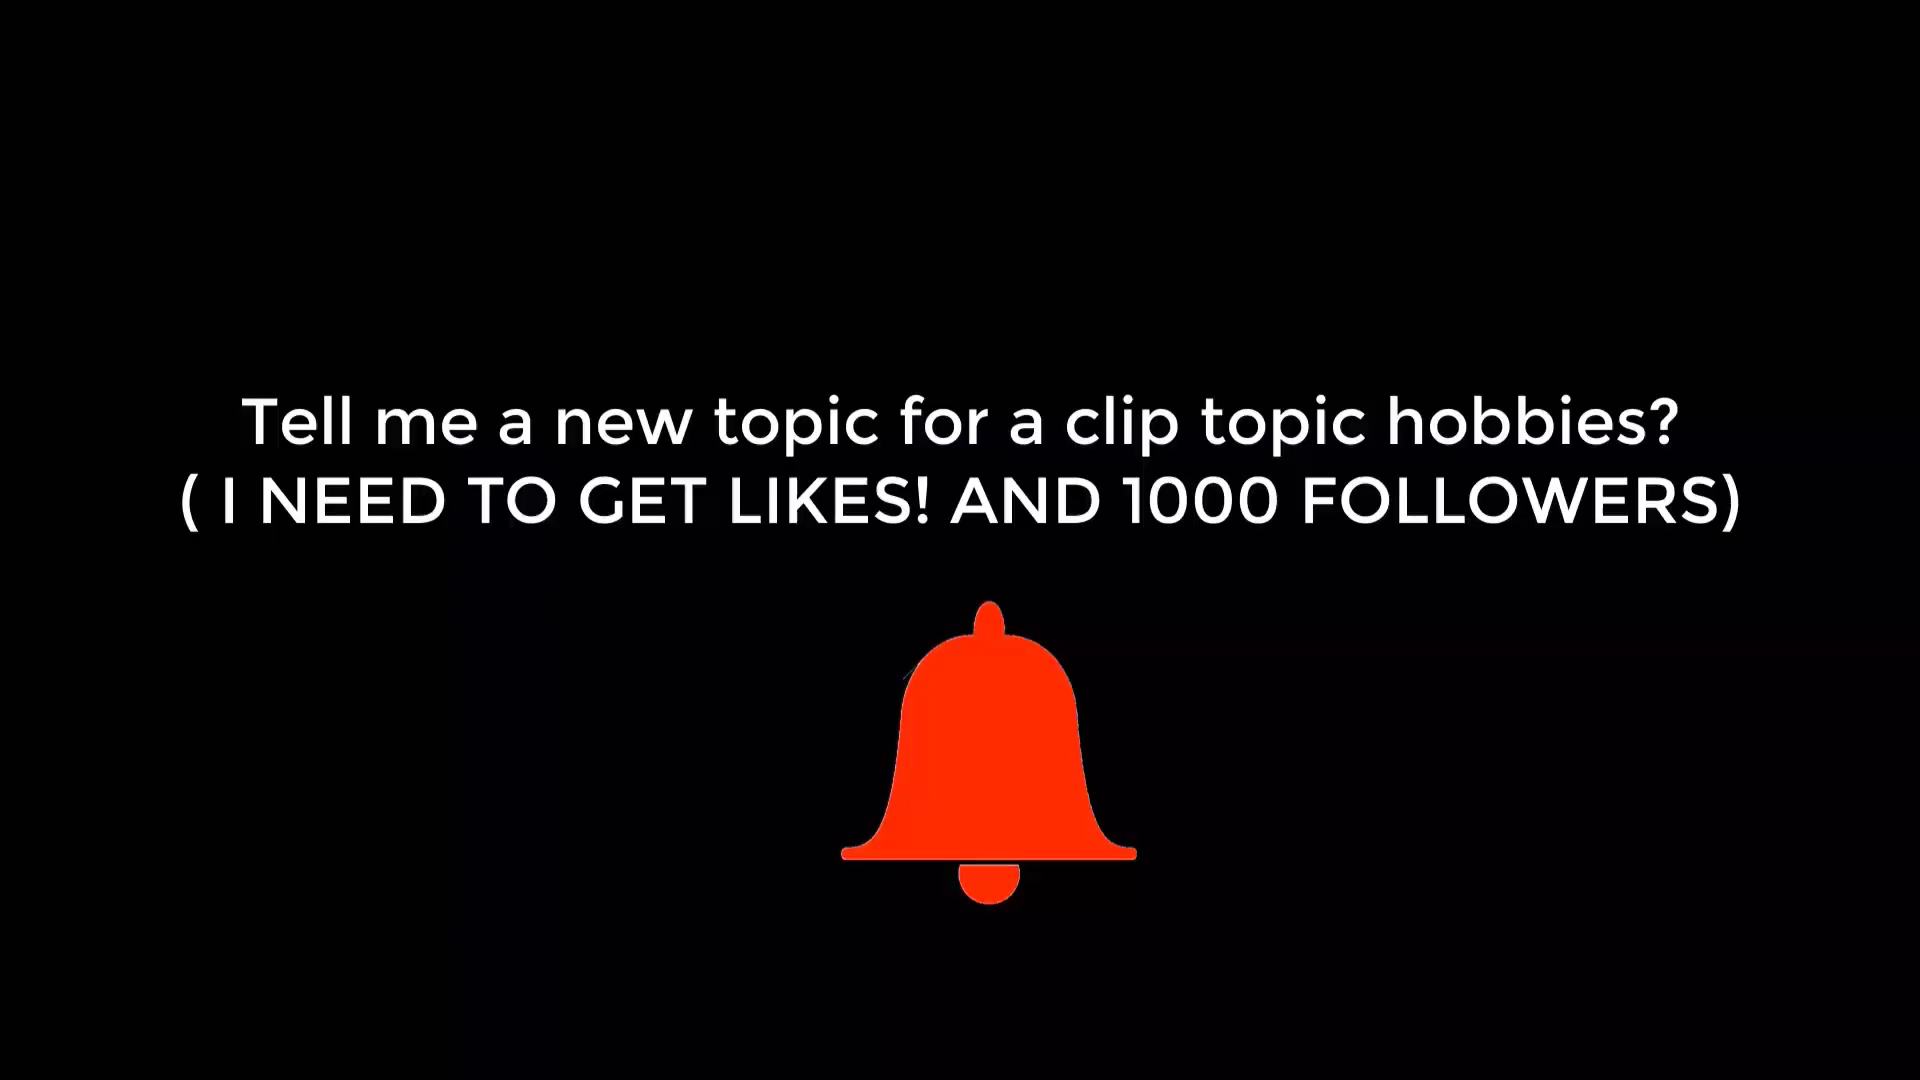 Tell me a new topic for a clip topic hobbies?
( I NEED TO GET LIKES! AND 1000 FOLLOWERS)